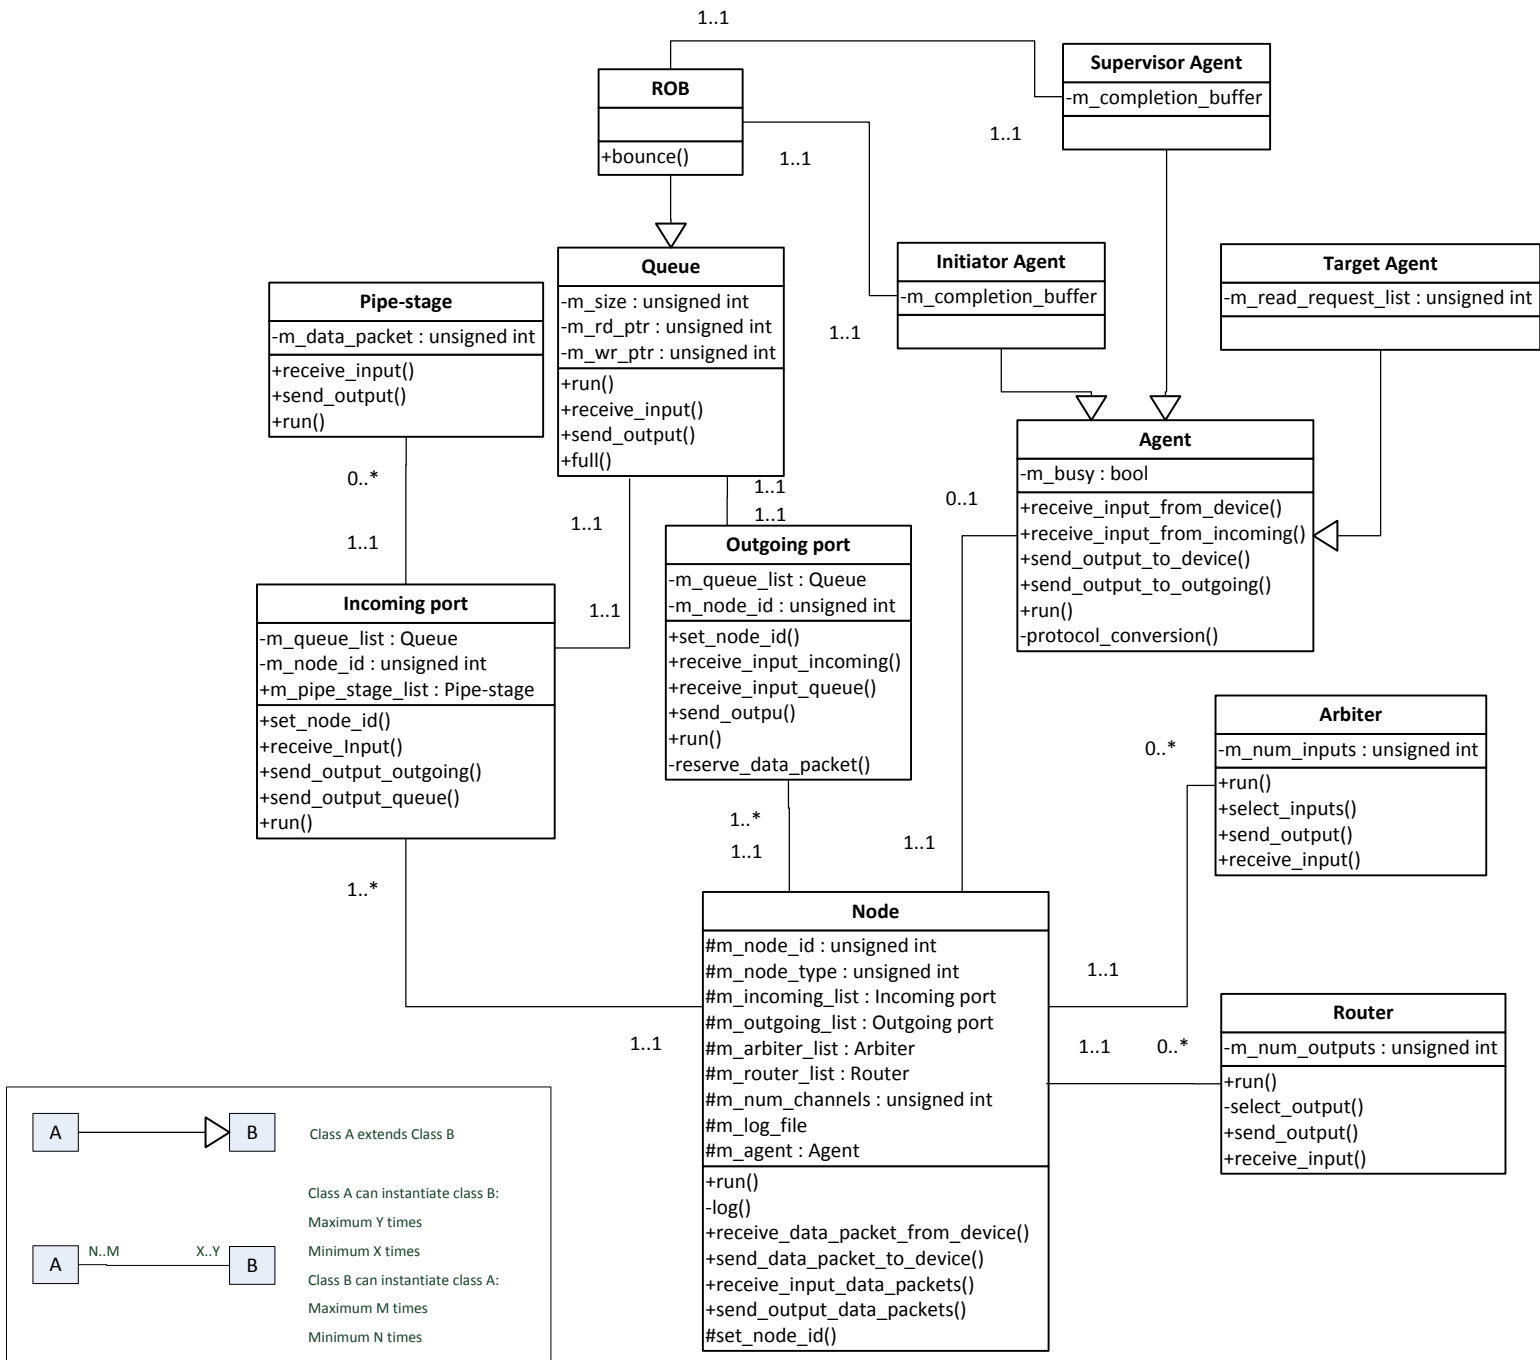 1..1
ROB
+bounce()
Supervisor Agent
-m_completion_buffer
1..1
1..1
Queue
-m_size : unsigned int
-m_rd_ptr : unsigned int
-m_wr_ptr : unsigned int
+run()
+receive_input()
+send_output()
+full()
Initiator Agent
-m_completion_buffer
1..1
Target Agent
-m_read_request_list : unsigned int
Pipe-stage
-m_data_packet : unsigned int
+receive_input()
+send_output()
+run()
0..*
1..1
1..1
1..1
1..1
1..1
Agent
-m_busy : bool
+receive_input_from_device()
+receive_input_from_incoming()
+send_output_to_device()
+send_output_to_outgoing()
+run()
-protocol_conversion()
0..1
Outgoing port
-m_queue_list : Queue
-m_node_id : unsigned int
+set_node_id()
+receive_input_incoming()
+receive_input_queue()
+send_outpu()
+run()
-reserve_data_packet()
Incoming port
-m_queue_list : Queue
-m_node_id : unsigned int
+m_pipe_stage_list : Pipe-stage
+set_node_id()
+receive_Input()
+send_output_outgoing()
+send_output_queue()
+run()
Arbiter
-m_num_inputs : unsigned int
+run()
+select_inputs()
+send_output()
+receive_input()
0..*
1..*
1..1
1..1
1..*
Node
#m_node_id : unsigned int
#m_node_type : unsigned int
#m_incoming_list : Incoming port
#m_outgoing_list : Outgoing port
#m_arbiter_list : Arbiter
#m_router_list : Router
#m_num_channels : unsigned int
#m_log_file
#m_agent : Agent
+run()
-log()
+receive_data_packet_from_device()
+send_data_packet_to_device()
+receive_input_data_packets()
+send_output_data_packets()
#set_node_id()
1..1
1..1
1..1
0..*
Router
-m_num_outputs : unsigned int
+run()
-select_output()
+send_output()
+receive_input()
A
B
Class A extends Class B
Class A can instantiate class B:
Maximum Y times
A
N..M
X..Y
B
Minimum X times
Class B can instantiate class A:
Maximum M times
Minimum N times